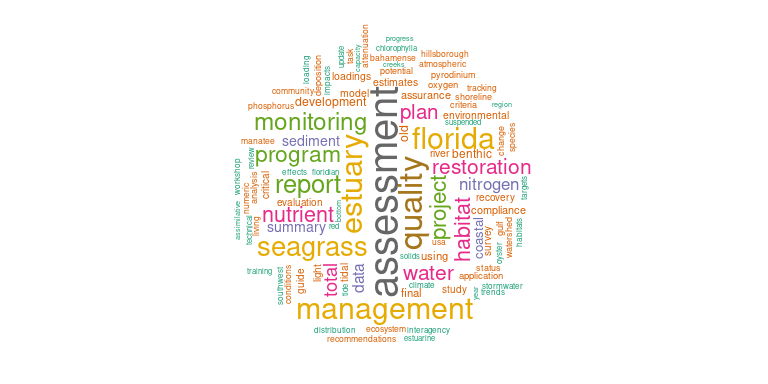 progress
chlorophylla
hillsborough
creeks
bahamense
atmospheric
update
task
capacity
attenuation
potential
pyrodinium
loading
deposition
impacts
loadings
estimates
oxygen
tracking
community
model
assurance
shoreline
phosphorus
development
plan
criteria
region
environmental
monitoring
assessment
suspended
old
florida
change
species
manatee
sediment
estuary
program
river
benthic
review
workshop
quality
restoration
effects
floridian
nitrogen
targets
numeric
analysis
critical
report
project
recovery
evaluation
bottom
habitat
compliance
assimilative
technical
living
nutrient
summary
red
coastal
survey
gulf
watershed
habitats
oyster
seagrass
usa
solids
using
training
southwest
conditions
guide
light
total
tide
tidal
data
water
status
application
climate
final
study
year
trends
stormwater
management
distribution
ecosystem
interagency
recommendations
estuarine